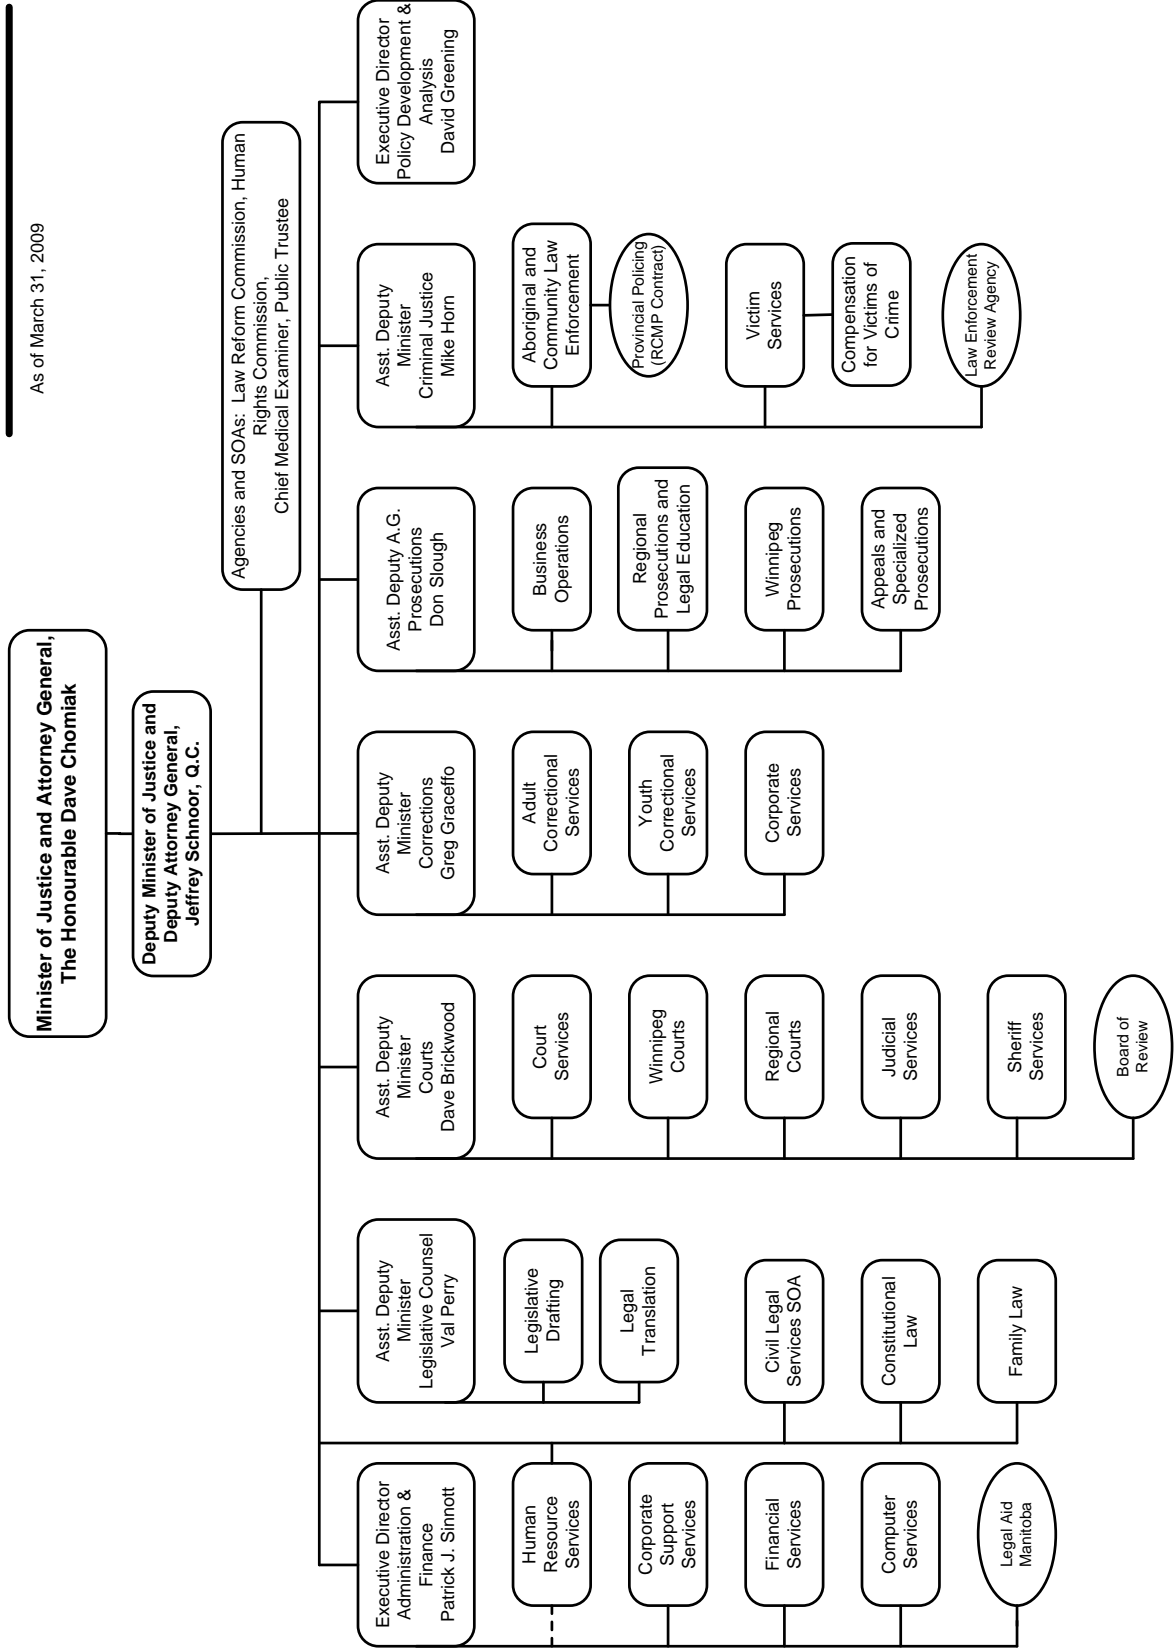 As of March 31, 2009
Minister of Justice and Attorney General,
The Honourable Dave Chomiak
Deputy Minister of Justice and
Deputy Attorney General,
Jeffrey Schnoor, Q.C.
Agencies and SOAs: Law Reform Commission, Human
Rights Commission,
Chief Medical Examiner, Public Trustee
Executive Director
Administration &
Finance
Patrick J. Sinnott
Human
Resource
Services
Corporate
Support
Services
Financial
Services
Computer
Services
Legal Aid
Manitoba
Asst. Deputy
Minister
Legislative Counsel
Val Perry
Legislative
Drafting
Legal
Translation
Civil Legal
Services SOA
Constitutional
Law
Family Law
Asst. Deputy
Minister
Courts
Dave Brickwood
Court
Services
Winnipeg
Courts
Regional
Courts
Judicial
Services
Sheriff
Services
Board of
Review
Asst. Deputy
Minister
Corrections
Greg Graceffo
Adult
Correctional
Services
Youth
Correctional
Services
Corporate
Services
Asst. Deputy A.G.
Prosecutions
Don Slough
Business
Operations
Regional
Prosecutions and
Legal Education
Winnipeg
Prosecutions
Appeals and
Specialized
Prosecutions
Asst. Deputy
Minister
Criminal Justice
Mike Horn
Aboriginal and
Community Law
Enforcement
Provincial Policing
(RCMP Contract)
Victim
Services
Compensation
for Victims of
Crime
Law Enforcement
Review Agency
Executive Director
Policy Development &
Analysis
David Greening